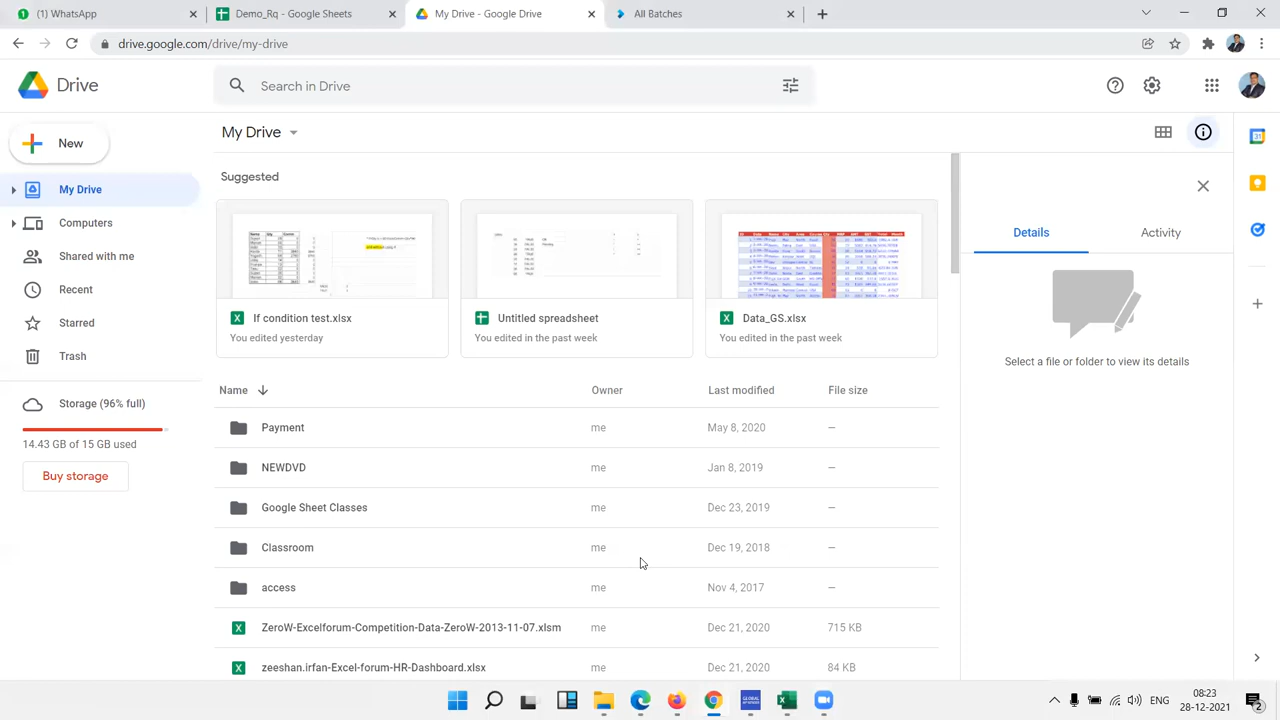 (1) WhatsApp
Demo_Rq - Google Sheets
My Drive - Google Drive
All Batches
drive.google.com/drive/my-drive
Drive
Search in Drive
New
My Drive
My Drive
Computers
Shared with me
Recent
Starred
Trash
Storage (96% full)
14.43 GB of 15 GB used
Buy storage
Suggested
If condition test.xlsx
You edited yesterday
Untitled spreadsheet
You edited in the past week
Data_GS.xlsx
You edited in the past week
Name Owner Last modified File size
Payment me May 8, 2020 —
NEWDVD me Jan 8, 2019 —
Google Sheet Classes me Dec 23, 2019 —
Classroom me Dec 19, 2018 —
access me Nov 4, 2017 —
ZeroW-Excelforum-Competition-Data-ZeroW-2013-11-07.xlsm me Dec 21, 2020 715 KB
zeeshan.irfan-Excel-forum-HR-Dashboard.xlsx me Dec 21, 2020 84 KB
Details
Activity
Select a file or folder to view its details
31
GLOBAL
ENG
08:23
28-12-2021
2